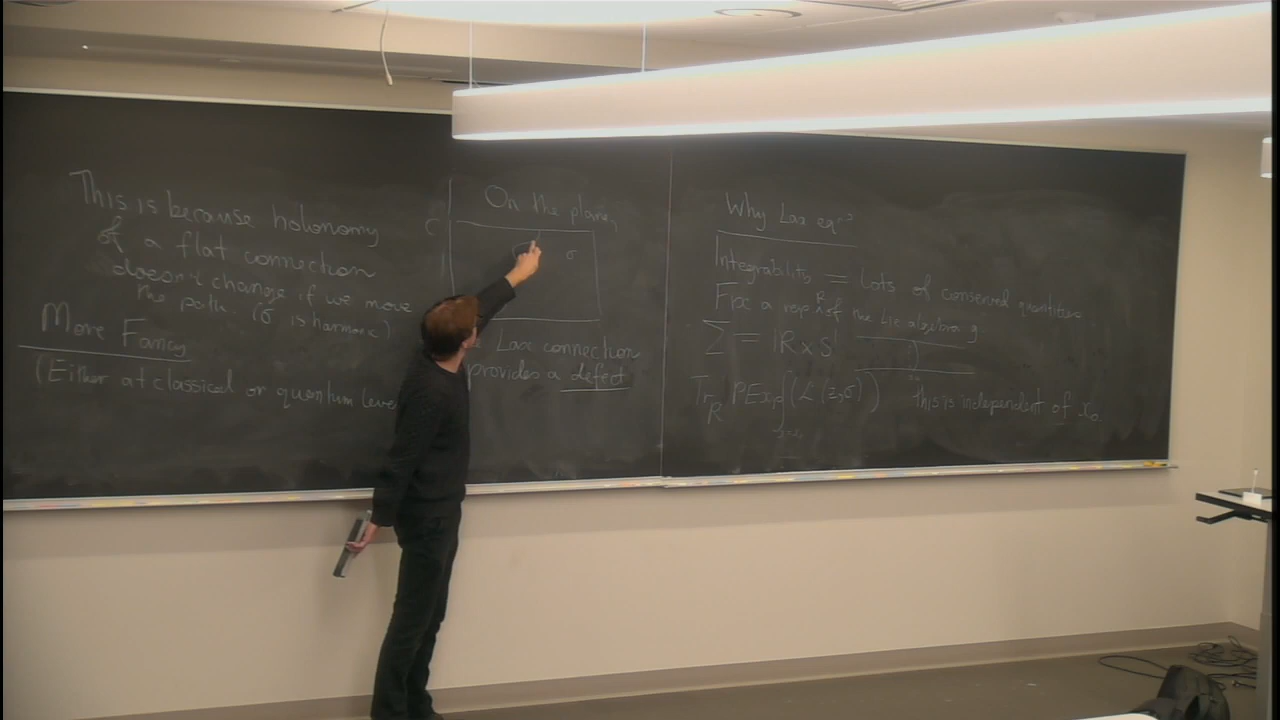 This is because holonomy
of a flat connection
doesn't change if we move
the path. (σ is harmonic)
More Fancy
(Either at classical or quantum level
On the plane,
σ
Lax connection
provides a defect
Why Lax eqⁿ?
Integrability = Lots of conserved quantities
Fix a rep R of the Lie algebra g
Σ = ℝ × S¹
Tr_R PExp ∫ (L(z,σ))
This is independent of x₀.